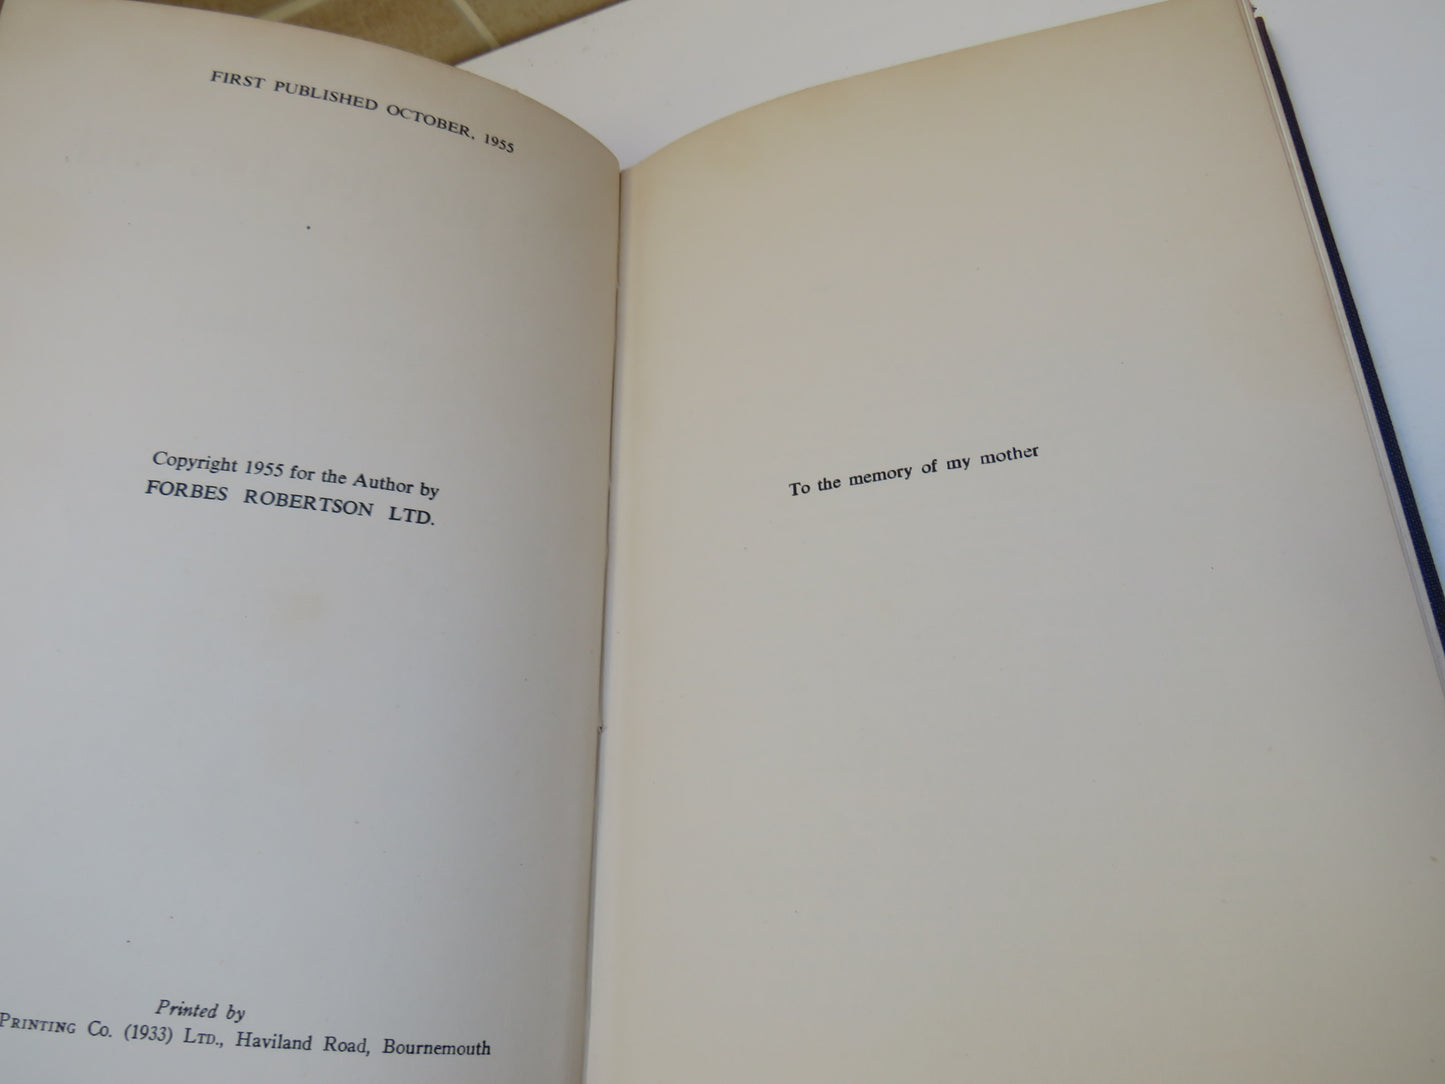 FIRST PUBLISHED OCTOBER, 1955
Copyright 1955 for the Author by
FORBES ROBERTSON LTD.
Printed by
PRINTING CO. (1933) LTD., Haviland Road, Bournemouth
To the memory of my mother